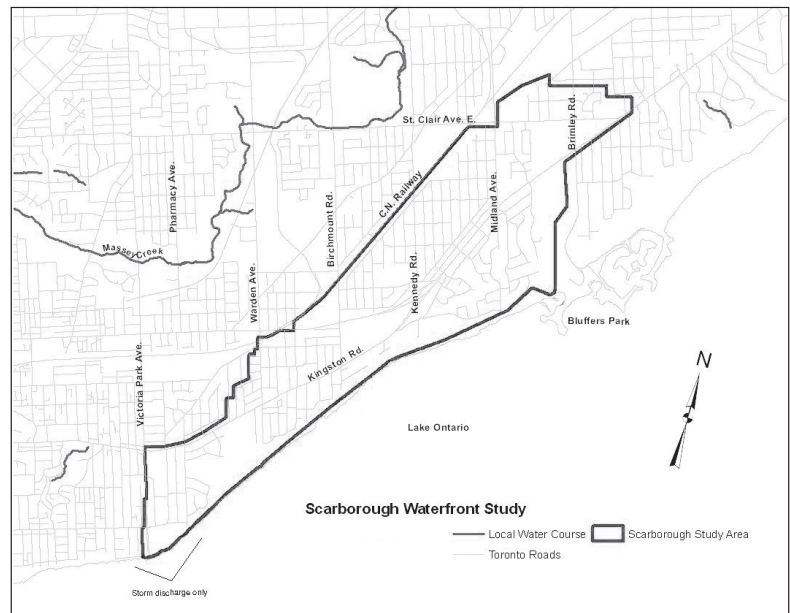 St. Clair Ave. E.
Brimley Rd.
Pharmacy Ave.
C.N. Railway
Midland Ave.
Birchmount Rd.
Massey Creek
Warden Ave.
Kennedy Rd.
Bluffers Park
Victoria Park Ave.
Kingston Rd.
N
Lake Ontario
Scarborough Waterfront Study
Local Water Course
Scarborough Study Area
Toronto Roads
Storm discharge only